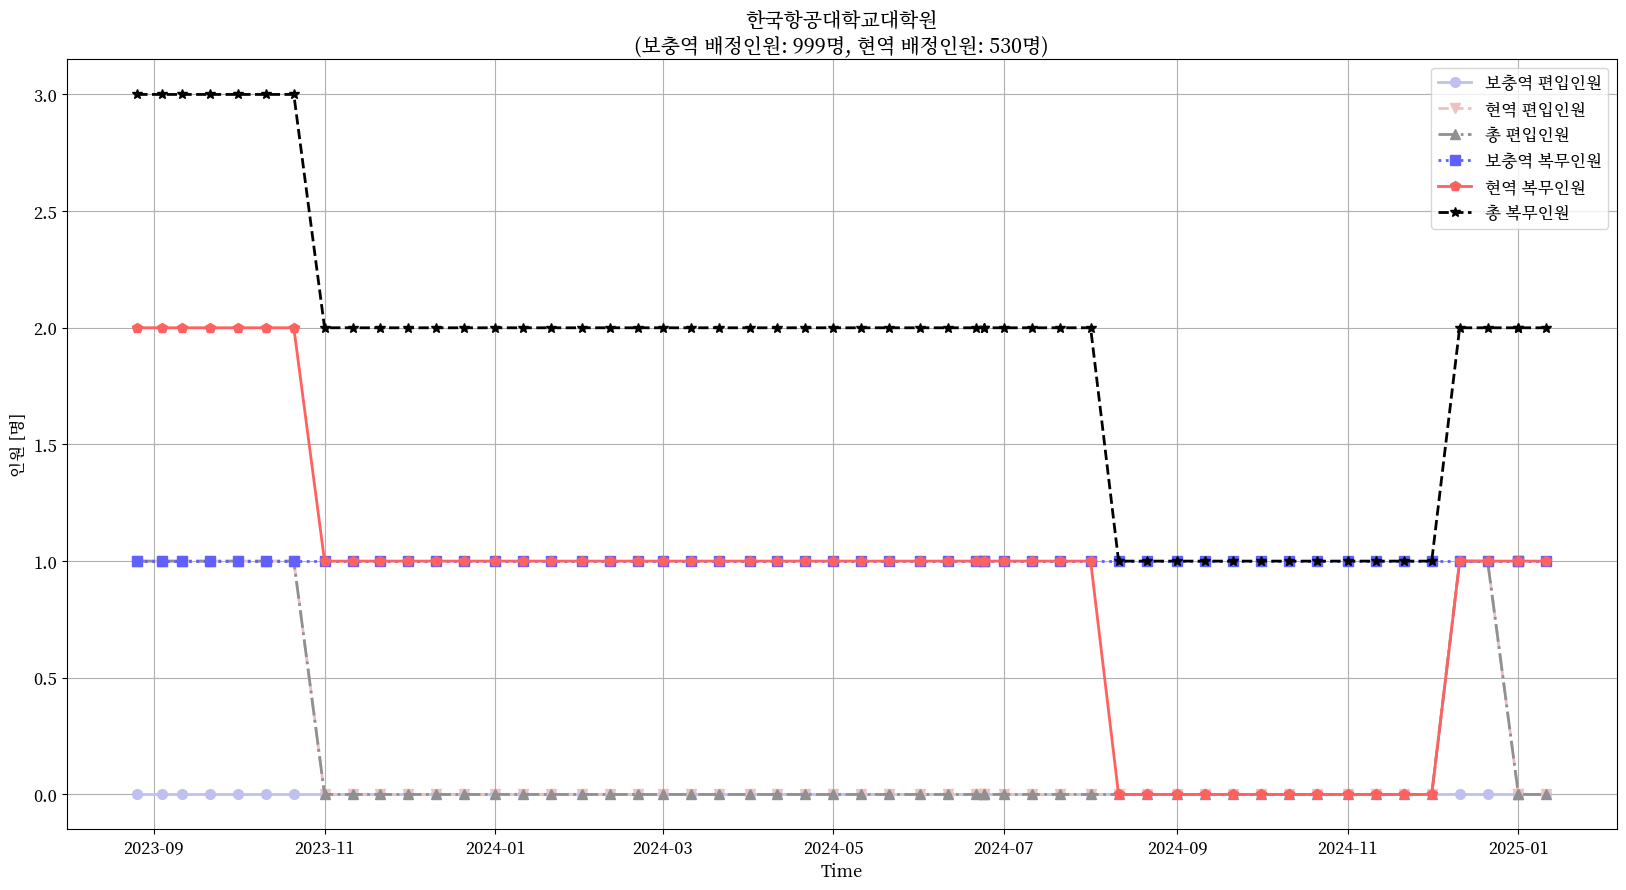 한국항공대학교대학원
(보충역 배정인원: 999명, 현역 배정인원: 530명)
보충역 편입인원
현역 편입인원
총 편입인원
보충역 복무인원
현역 복무인원
총 복무인원
인원 [명]
3.0
2.5
2.0
1.5
1.0
0.5
0.0
2023-09 2023-11 2024-01 2024-03 2024-05 2024-07 2024-09 2024-11 2025-01
Time